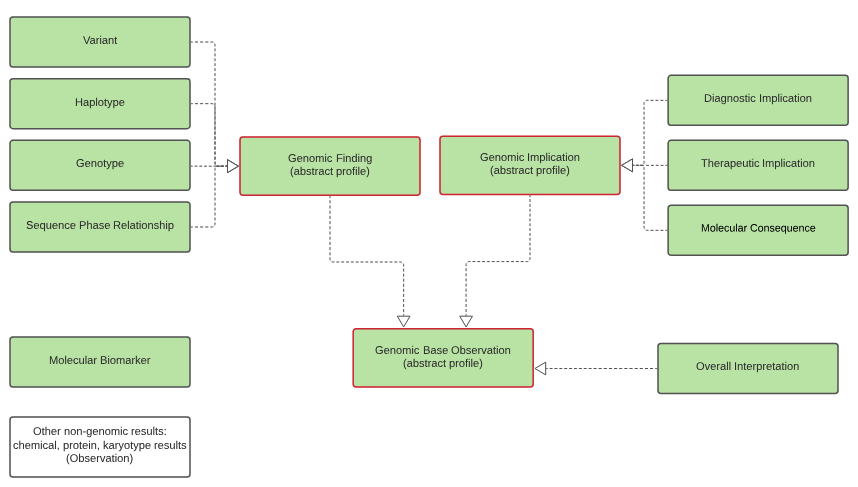 Variant
Haplotype
Genotype
Sequence Phase Relationship
Genomic Finding
(abstract profile)
Genomic Implication
(abstract profile)
Diagnostic Implication
Therapeutic Implication
Molecular Consequence
Genomic Base Observation
(abstract profile)
Overall Interpretation
Molecular Biomarker
Other non-genomic results:
chemical, protein, karyotype results
(Observation)